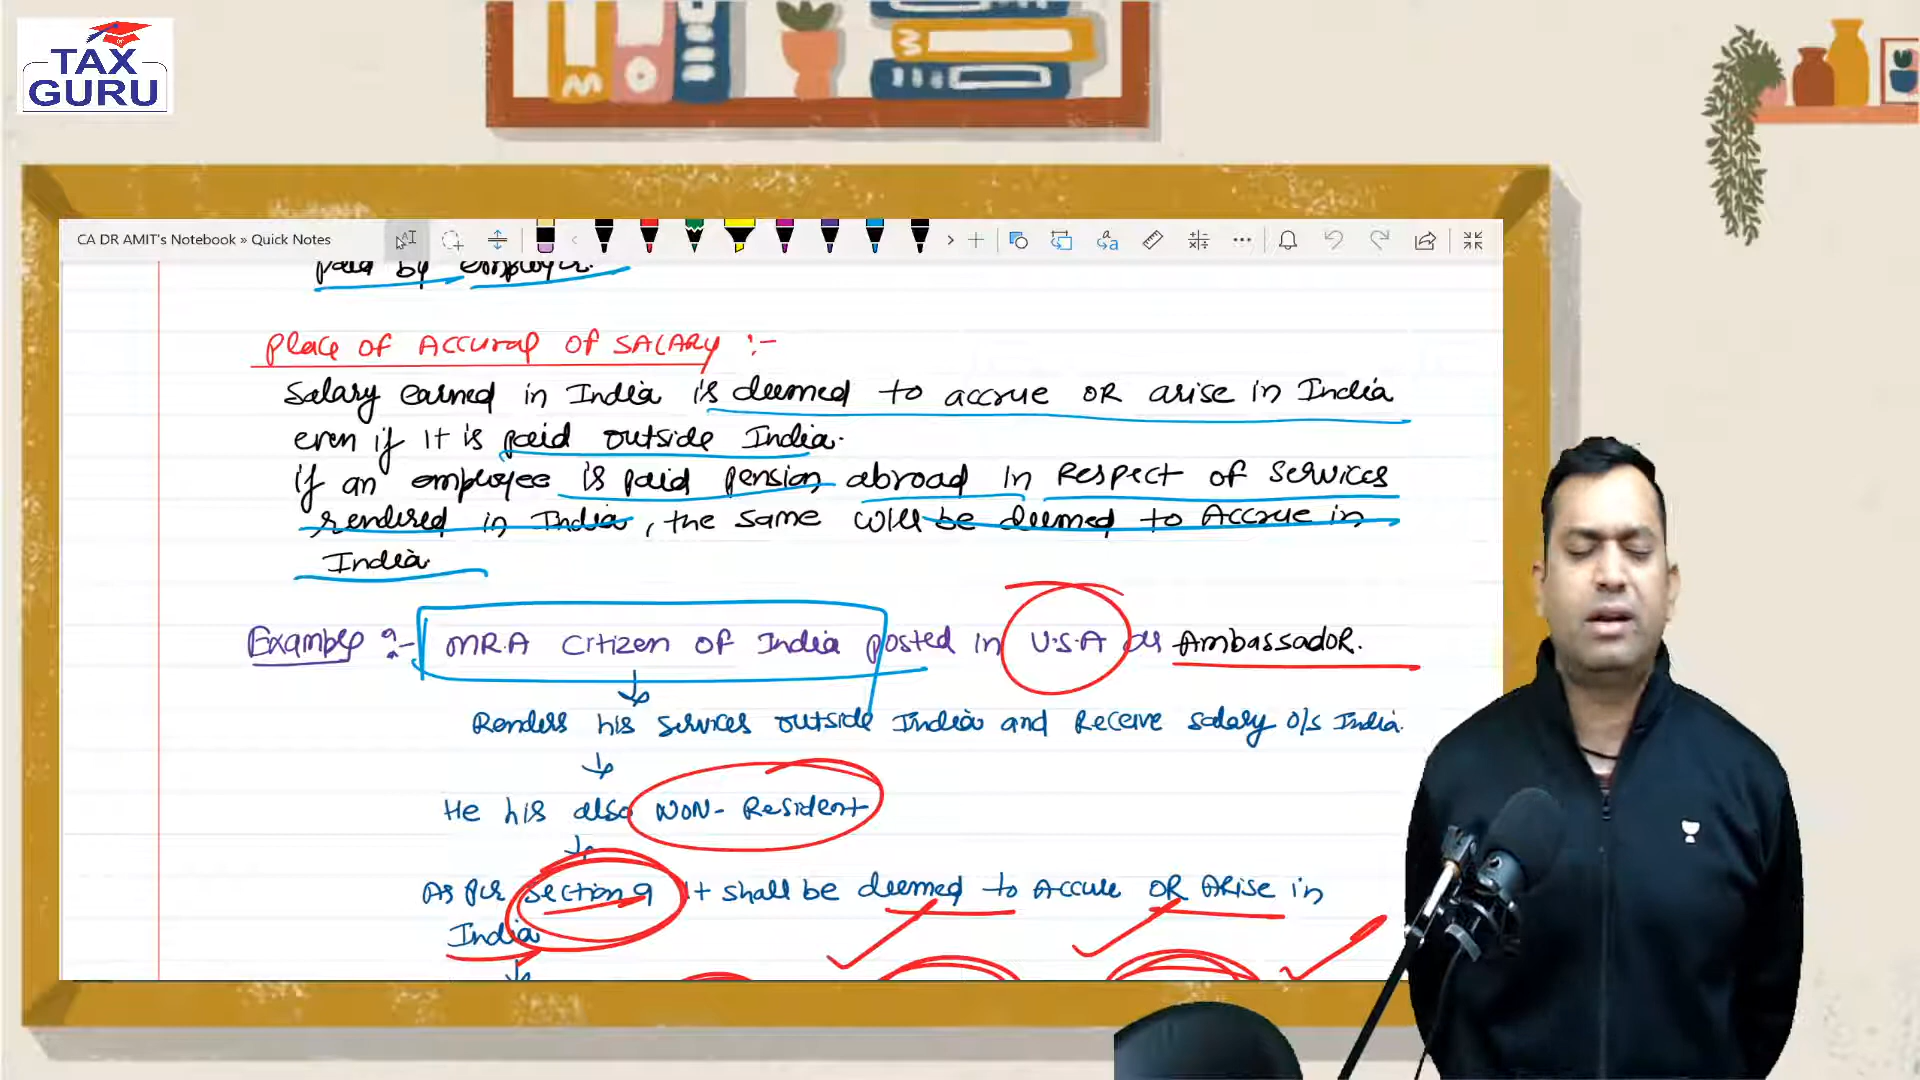 TAX
GURU
CA DR AMIT's Notebook » Quick Notes
paid by employer.
Place of Accural of SALARY :-
Salary earned in India is deemed to accrue OR arise in India
even if it is paid outside India.
if an employee is paid pension abroad in Respect of Services
rendered in India, the same will be deemed to Accrue in
India.
Example :- MR.A Citizen of India posted in U.S.A as Ambassador.
Renders his services outside India and Receive salary o/s India.
He his also NON-Resident
As per section 9 it shall be deemed to Accrue OR ARise in
India